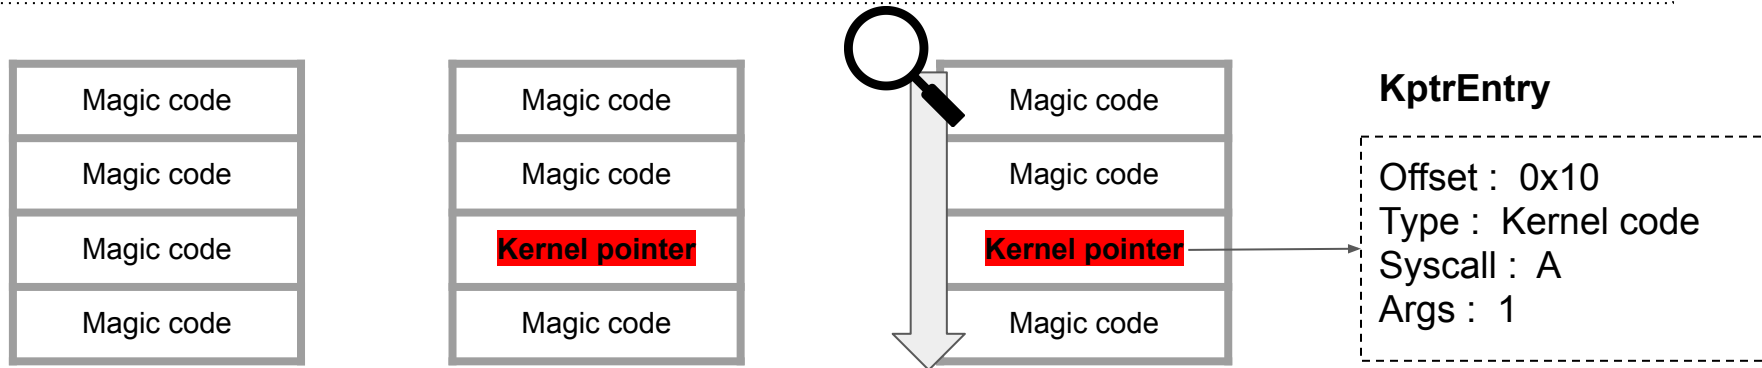 Magic code
Magic code
Magic code
Magic code
Magic code
Magic code
Kernel pointer
Magic code
Magic code
Magic code
Kernel pointer
Magic code
KptrEntry
Offset : 0x10
Type : Kernel code
Syscall : A
Args : 1